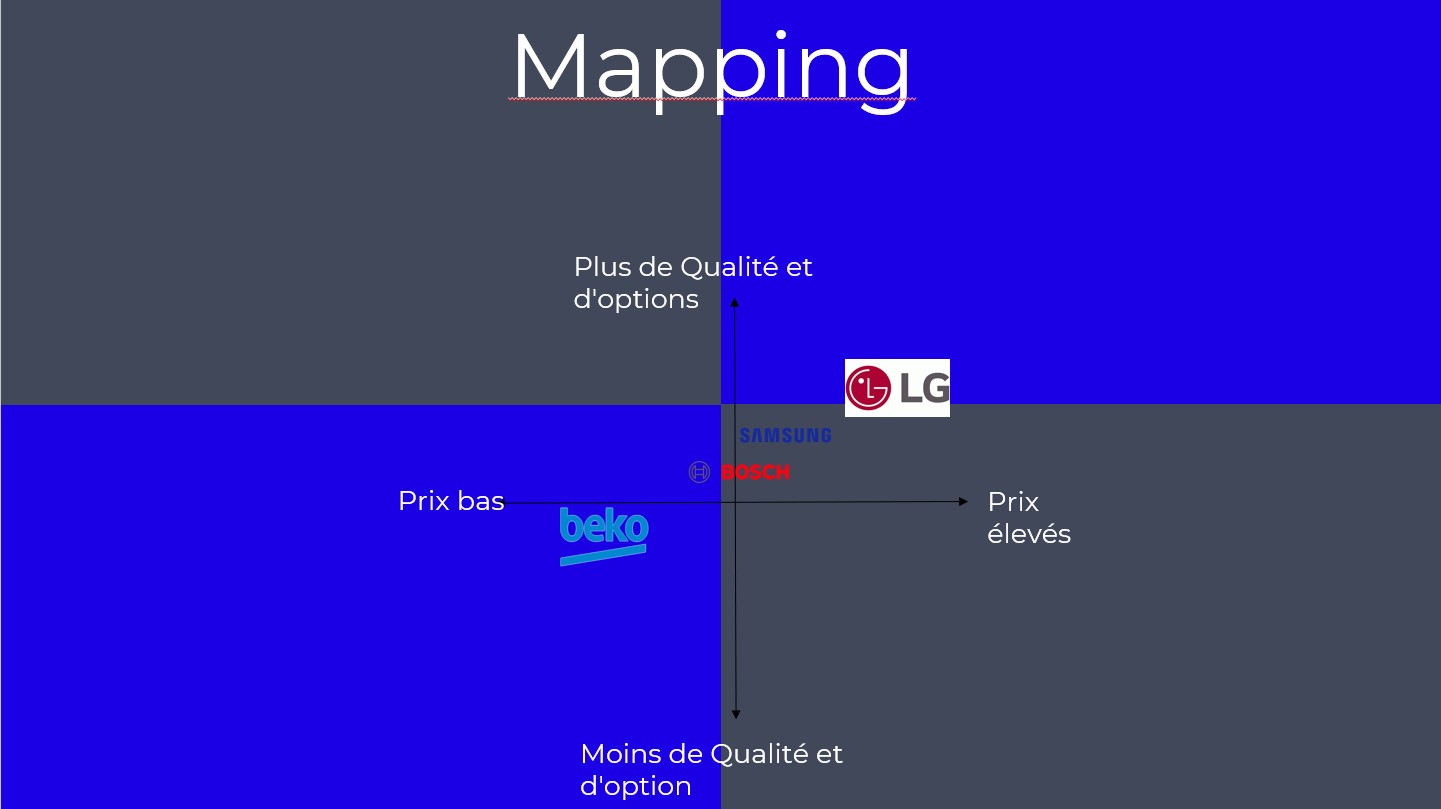 Mapping
Plus de Qualité et
d'options
LG
SAMSUNG
BOSCH
Prix bas
Prix
élevés
beko
Moins de Qualité et
d'option